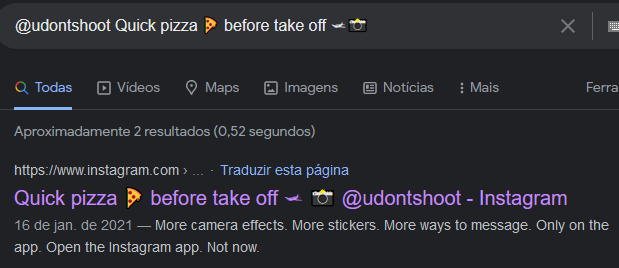 @udontshoot Quick pizza 🍕 before take off 🛩📸
Todas Vídeos Maps Imagens Notícias Mais Ferra
Aproximadamente 2 resultados (0,52 segundos)
https://www.instagram.com › ... · Traduzir esta página
Quick pizza 🍕 before take off 🛩 📸 @udontshoot - Instagram
16 de jan. de 2021 — More camera effects. More stickers. More ways to message. Only on the
app. Open the Instagram app. Not now.